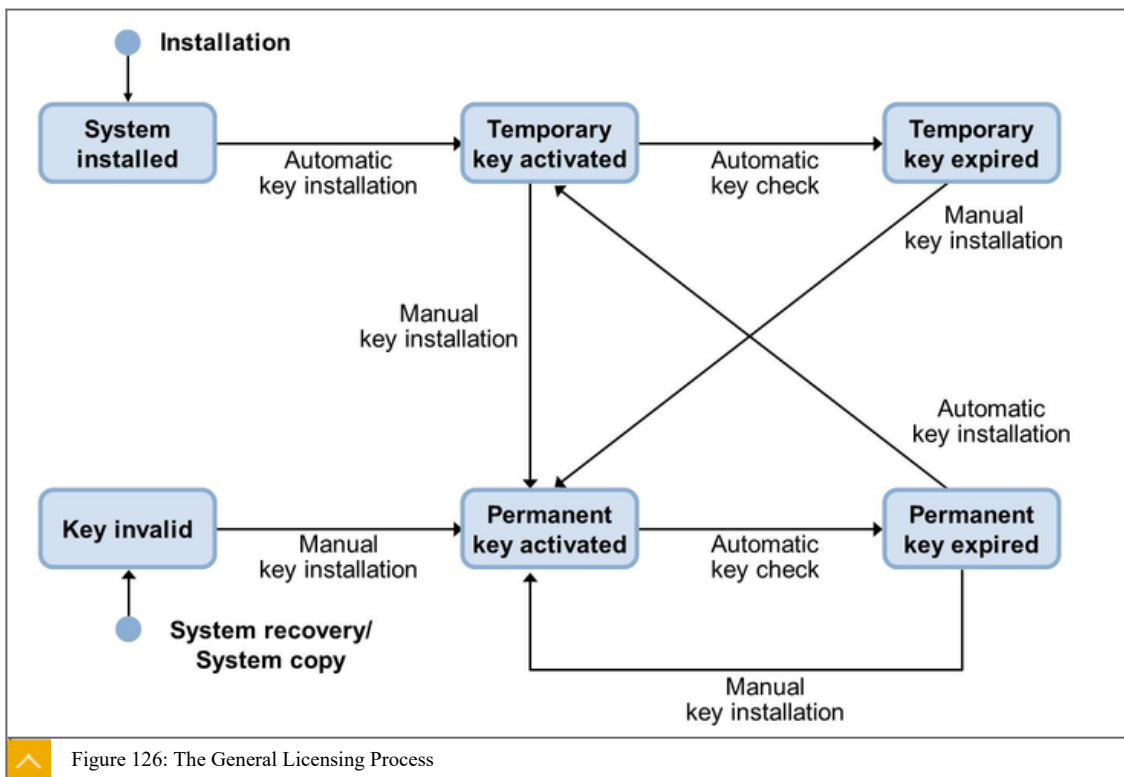 Installation
System
installed
Automatic
key installation
Temporary
key activated
Automatic
key check
Temporary
key expired
Manual
key installation
Manual
key installation
Automatic
key installation
Key invalid
Manual
key installation
Permanent
key activated
Automatic
key check
Permanent
key expired
System recovery/
System copy
Manual
key installation
Figure 126: The General Licensing Process